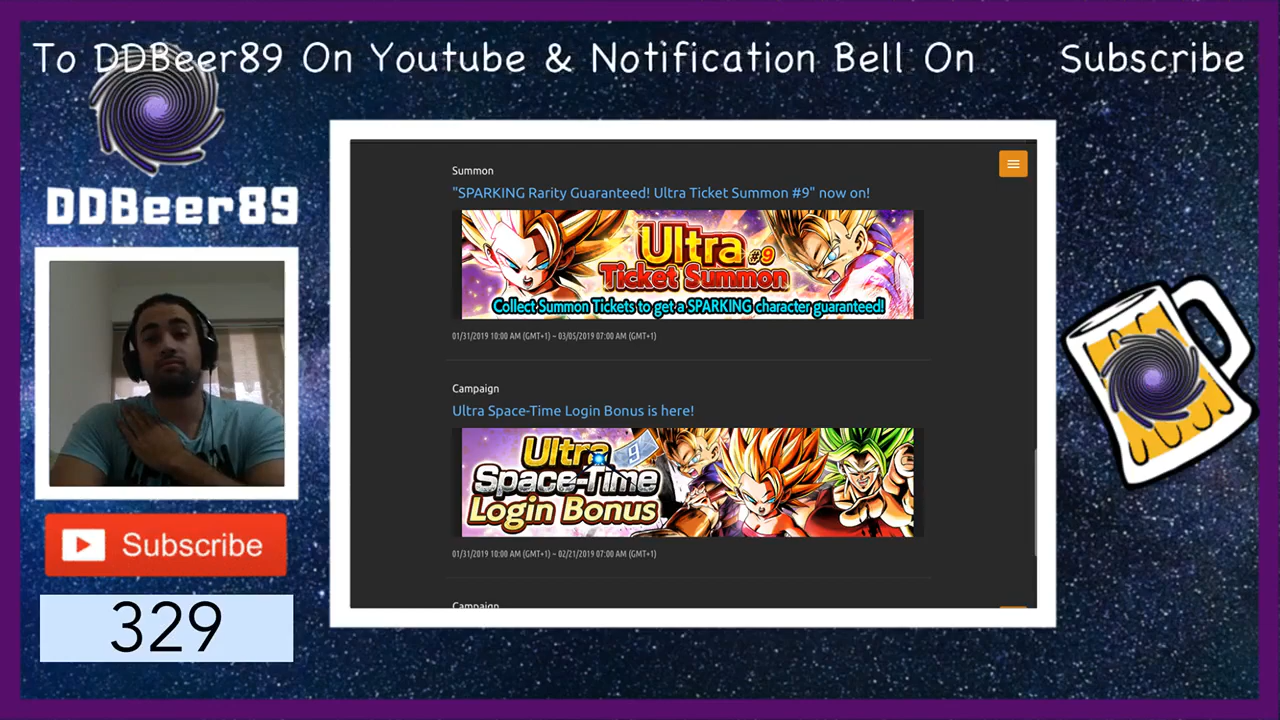 To DDBeer89 On Youtube & Notification Bell On Subscribe
DDBeer89
Subscribe
329
Summon
"SPARKING Rarity Guaranteed! Ultra Ticket Summon #9" now on!
Ultra #9
Ticket Summon
Collect Summon Tickets to get a SPARKING character guaranteed!
01/31/2019 10:00 AM (GMT+1) ~ 03/05/2019 07:00 AM (GMT+1)
Campaign
Ultra Space-Time Login Bonus is here!
Ultra
9
Space-Time
Login Bonus
01/31/2019 10:00 AM (GMT+1) ~ 02/21/2019 07:00 AM (GMT+1)
Campaign